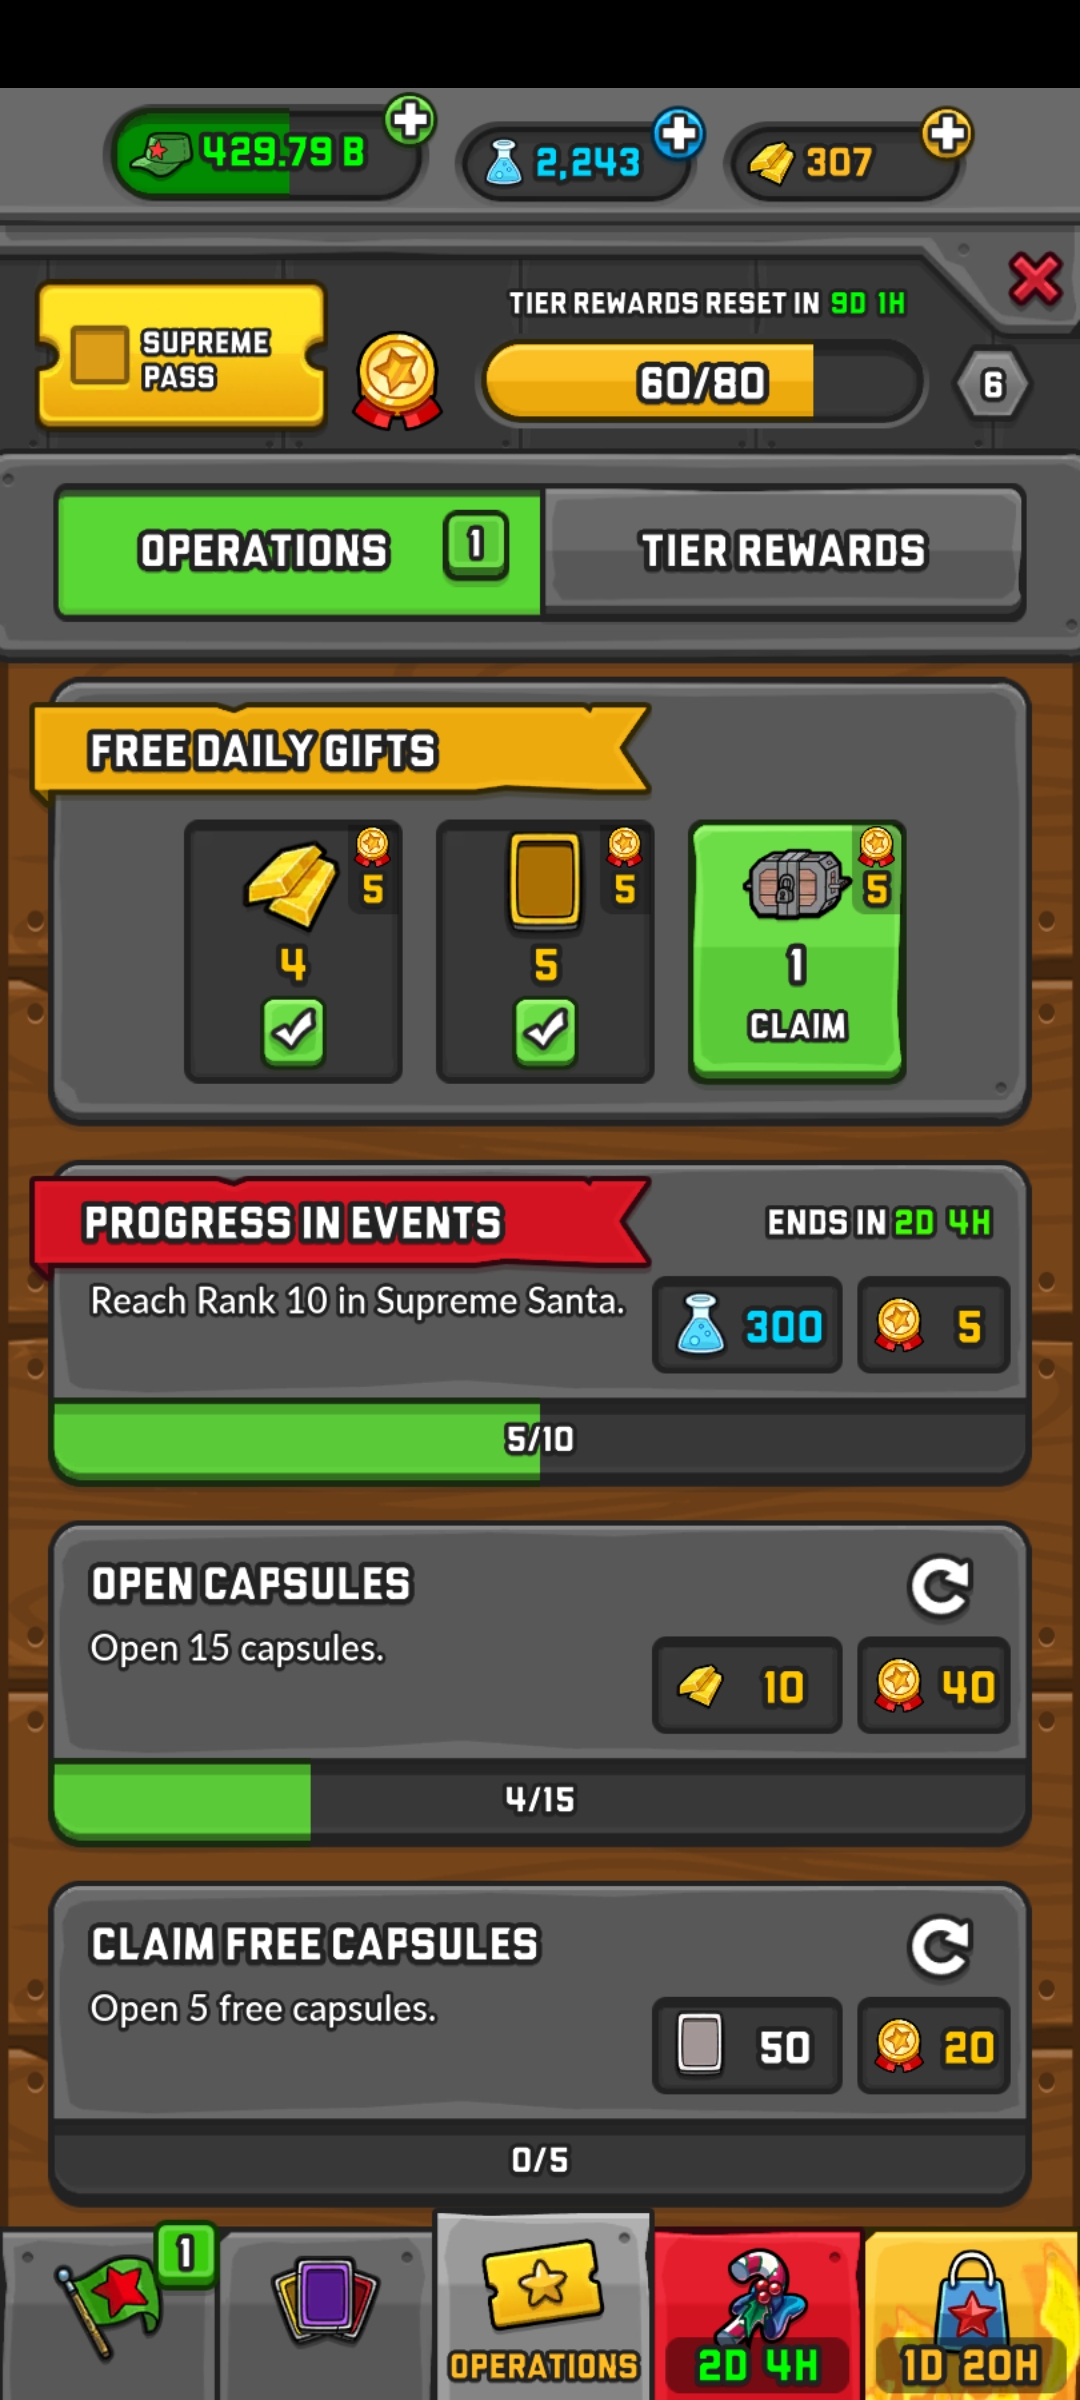 429.79 B
2,243
307
TIER REWARDS RESET IN 9D 1H
SUPREME
PASS
60/80
6
OPERATIONS 1
TIER REWARDS
FREE DAILY GIFTS
5
5
5
4
5
1
CLAIM
PROGRESS IN EVENTS
ENDS IN 2D 4H
Reach Rank 10 in Supreme Santa.
300
5
5/10
OPEN CAPSULES
Open 15 capsules.
10
40
4/15
CLAIM FREE CAPSULES
Open 5 free capsules.
50
20
0/5
1
OPERATIONS
2D 4H
1D 20H